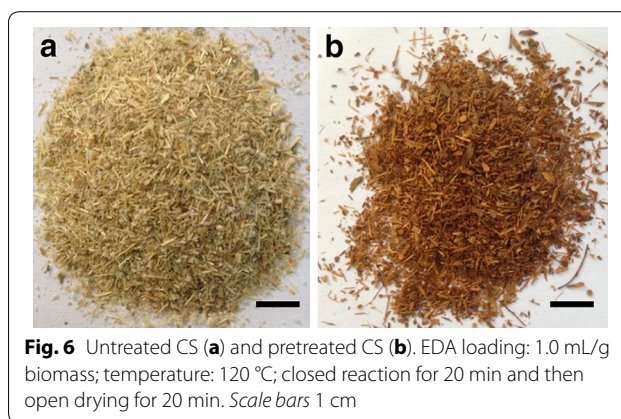 a
b
Fig. 6 Untreated CS (a) and pretreated CS (b). EDA loading: 1.0 mL/g
biomass; temperature: 120 °C; closed reaction for 20 min and then
open drying for 20 min. Scale bars 1 cm